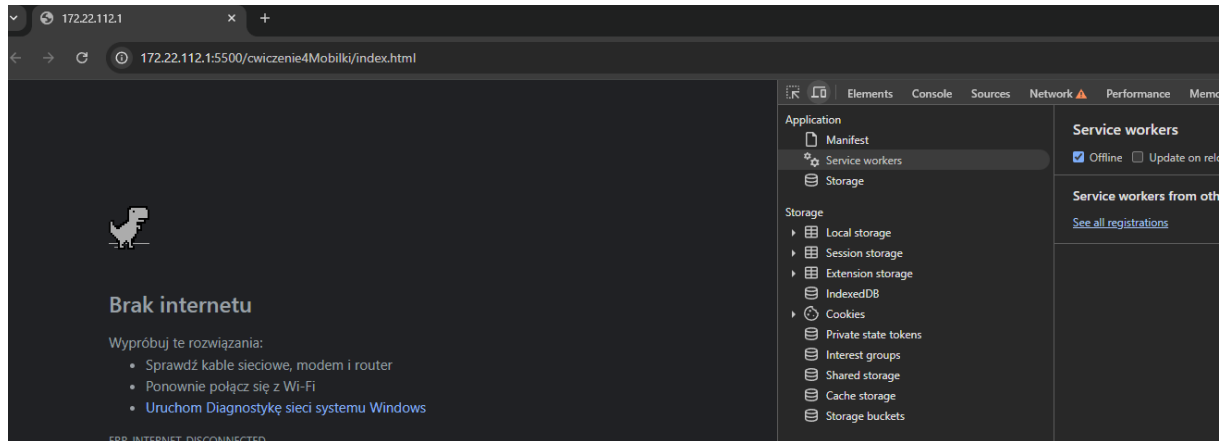 172.22.112.1
172.22.112.1:5500/cwiczenie4Mobilki/index.html
Elements Console Sources Network Performance
Application
Manifest
Service workers
Storage
Storage
Local storage
Session storage
Extension storage
IndexedDB
Cookies
Private state tokens
Interest groups
Shared storage
Cache storage
Storage buckets
Service workers
Offline Update on
Service workers from
See all registrations
Brak internetu
Wypróbuj te rozwiązania:
Sprawdź kable sieciowe, modem i router
Ponownie połącz się z Wi-Fi
Uruchom Diagnostykę sieci systemu Windows
ERR_INTERNET_DISCONNECTED